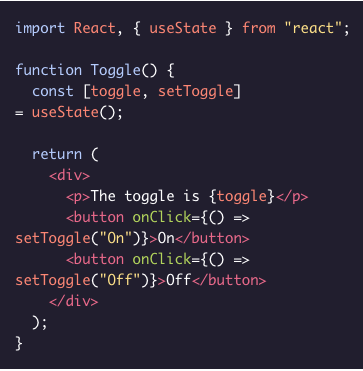 import React, { useState } from "react";

function Toggle() {
  const [toggle, setToggle]
= useState();

  return (
    <div>
      <p>The toggle is {toggle}</p>
      <button onClick={() =>
setToggle("On")}>On</button>
      <button onClick={() =>
setToggle("Off")}>Off</button>
    </div>
  );
}